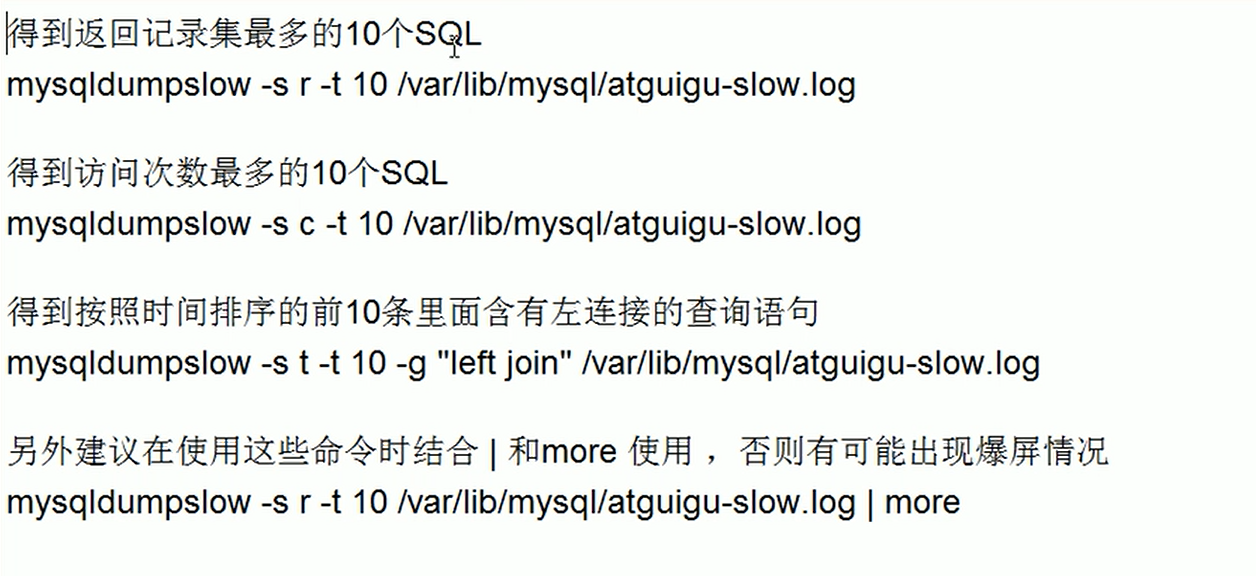 得到返回记录集最多的10个SQL
mysqldumpslow -s r -t 10 /var/lib/mysql/atguigu-slow.log
得到访问次数最多的10个SQL
mysqldumpslow -s c -t 10 /var/lib/mysql/atguigu-slow.log
得到按照时间排序的前10条里面含有左连接的查询语句
mysqldumpslow -s t -t 10 -g "left join" /var/lib/mysql/atguigu-slow.log
另外建议在使用这些命令时结合 | 和more 使用 ，否则有可能出现爆屏情况
mysqldumpslow -s r -t 10 /var/lib/mysql/atguigu-slow.log | more